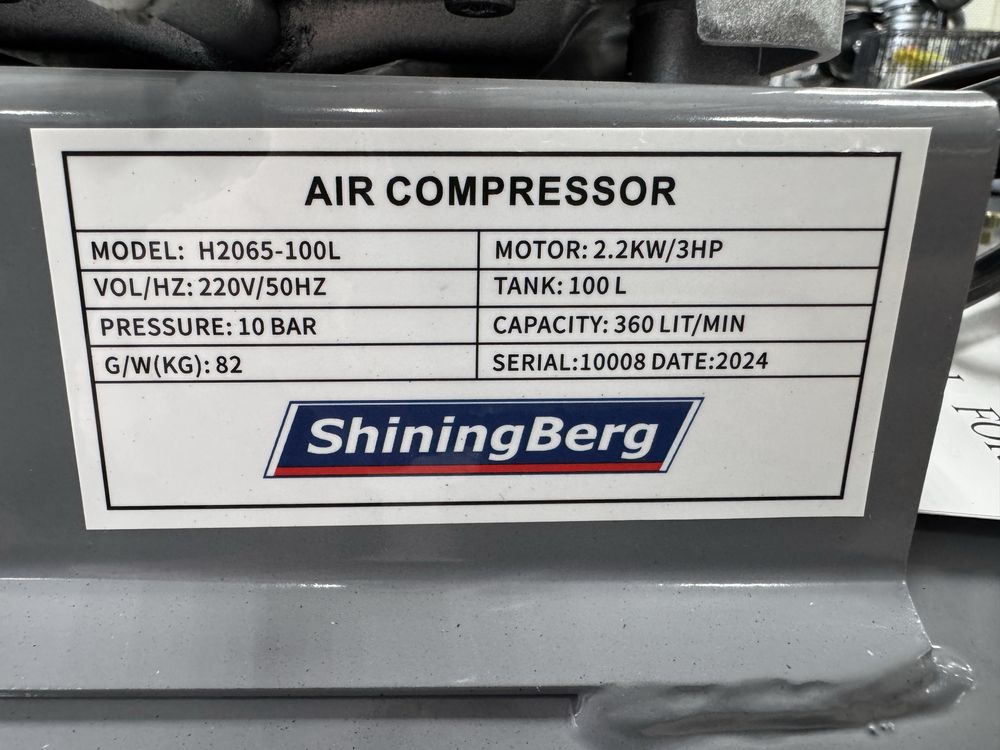 AIR COMPRESSOR
MODEL: H2065-100L
MOTOR: 2.2KW/3HP
VOL/HZ: 220V/50HZ
TANK: 100 L
PRESSURE: 10 BAR
CAPACITY: 360 LIT/MIN
G/W(KG): 82
SERIAL:10008 DATE:2024
ShiningBerg